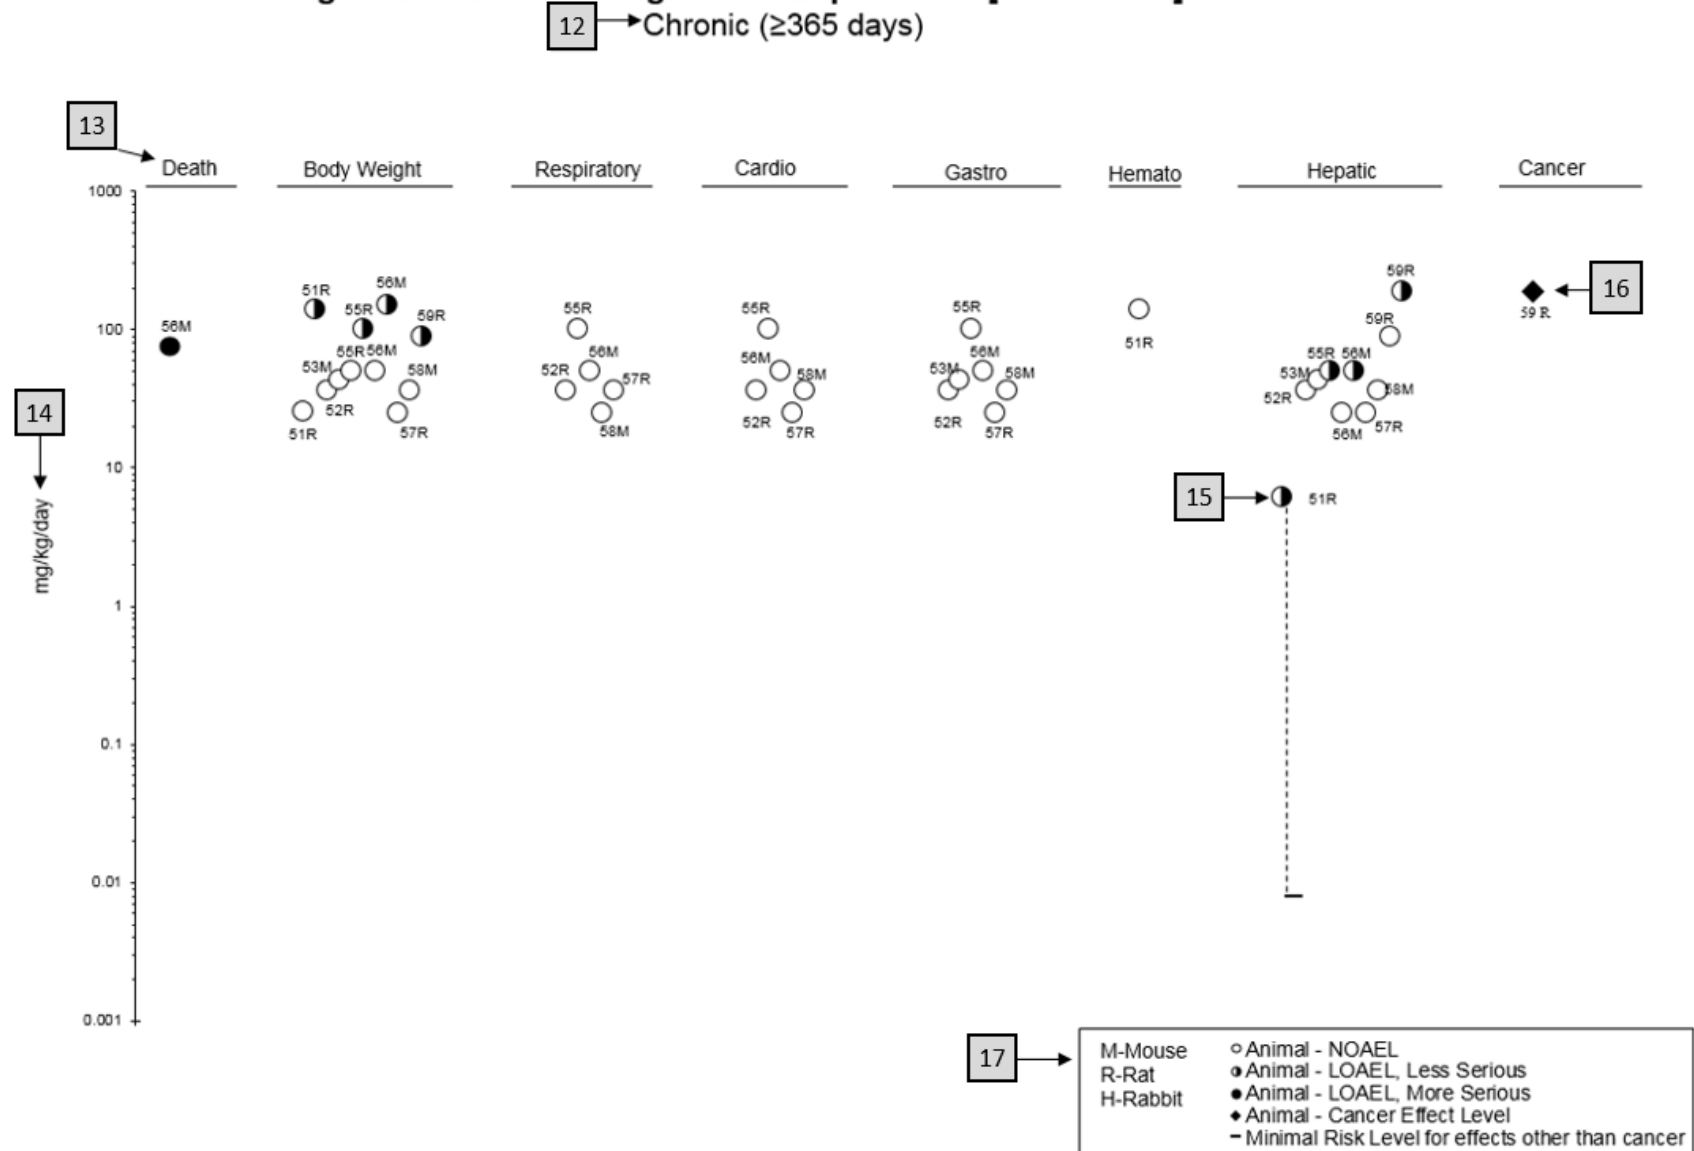 12
Chronic (≥365 days)
13
Death Body Weight Respiratory Cardio Gastro Hemato Hepatic Cancer
1000
100
10
1
0.1
0.01
0.001
14
mg/kg/day
56M
51R 56M
55R 59R
55R 56M
53M 58M
52R
51R 57R
55R
56M
52R 57R
58M
55R
56M
58M
52R 57R
55R
56M
53M 58M
52R 57R
51R
59R
59R
55R 56M
53M
52R 58M
56M 57R
15
51R
16
59 R
17
M-Mouse
R-Rat
H-Rabbit
Animal - NOAEL
Animal - LOAEL, Less Serious
Animal - LOAEL, More Serious
Animal - Cancer Effect Level
Minimal Risk Level for effects other than cancer